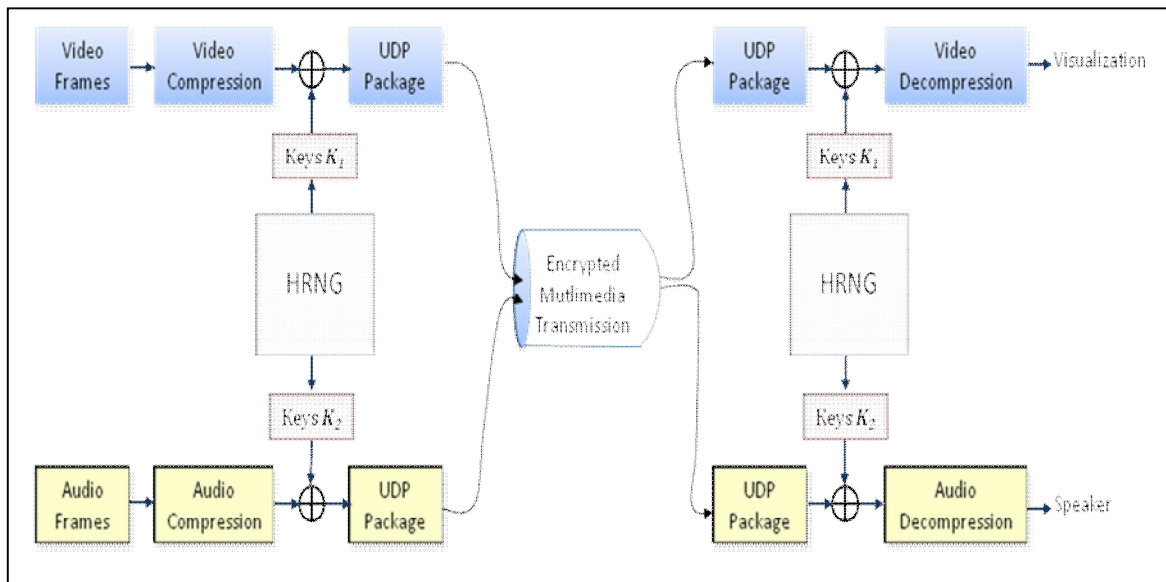 Video
Frames
Video
Compression
UDP
Package
UDP
Package
Video
Decompression
Visualization
Keys K1
Keys K1
HRNG
Encrypted
Mutlimedia
Transmission
HRNG
Keys K2
Keys K2
Audio
Frames
Audio
Compression
UDP
Package
UDP
Package
Audio
Decompression
Speaker